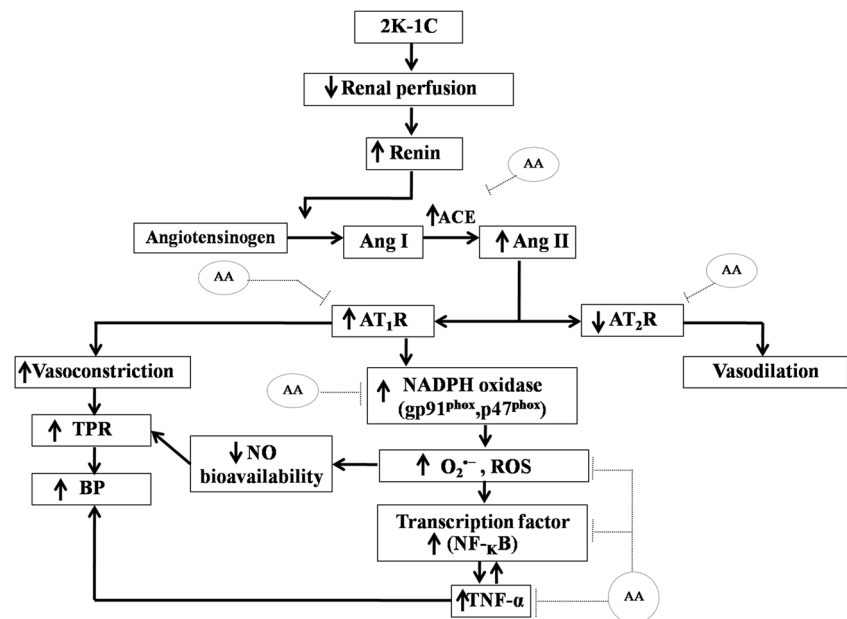 2K-1C
↓ Renal perfusion
↑ Renin
AA
↑ACE
Angiotensinogen
Ang I
↑ Ang II
AA
AA
↑ AT₁R
↓ AT₂R
↑Vasoconstriction
Vasodilation
AA
↑ NADPH oxidase
(gp91ᵖʰᵒˣ,p47ᵖʰᵒˣ)
↑ TPR
↓ NO
bioavailability
↑ O₂•− , ROS
↑ BP
Transcription factor
↑ (NF-κB)
↑TNF-α
AA